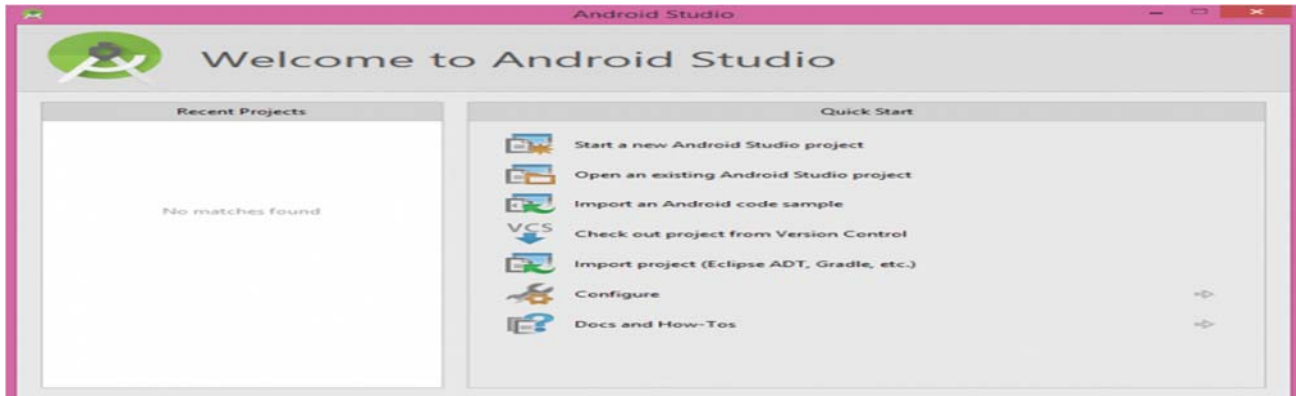 Android Studio
Welcome to Android Studio
Recent Projects
No matches found
Quick Start
Start a new Android Studio project
Open an existing Android Studio project
Import an Android code sample
VCS
Check out project from Version Control
Import project (Eclipse ADT, Gradle, etc.)
Configure
Docs and How-Tos